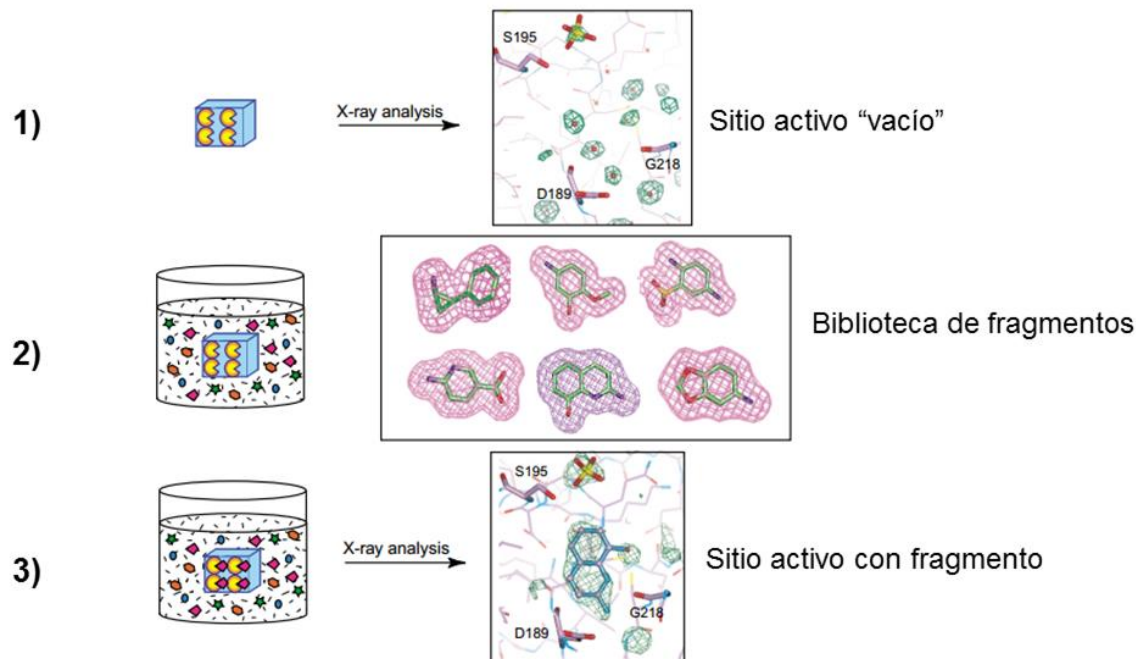 1)
X-ray analysis
S195
G218
D189
Sitio activo “vacío”
2)
Biblioteca de fragmentos
3)
X-ray analysis
S195
G218
D189
Sitio activo con fragmento